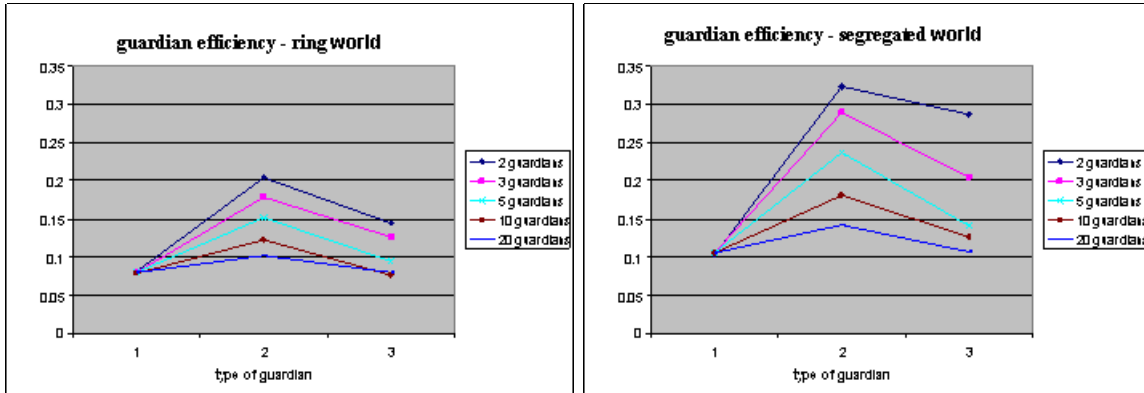 guardian efficiency - ring world
0.35
0.3
0.25
0.2
0.15
0.1
0.05
0
1 2 3
type of guardian
2 guardians
3 guardians
5 guardians
10 guardians
20 guardians
guardian efficiency - segregated world
0.35
0.3
0.25
0.2
0.15
0.1
0.05
0
1 2 3
type of guardian
2 guardians
3 guardians
5 guardians
10 guardians
20 guardians